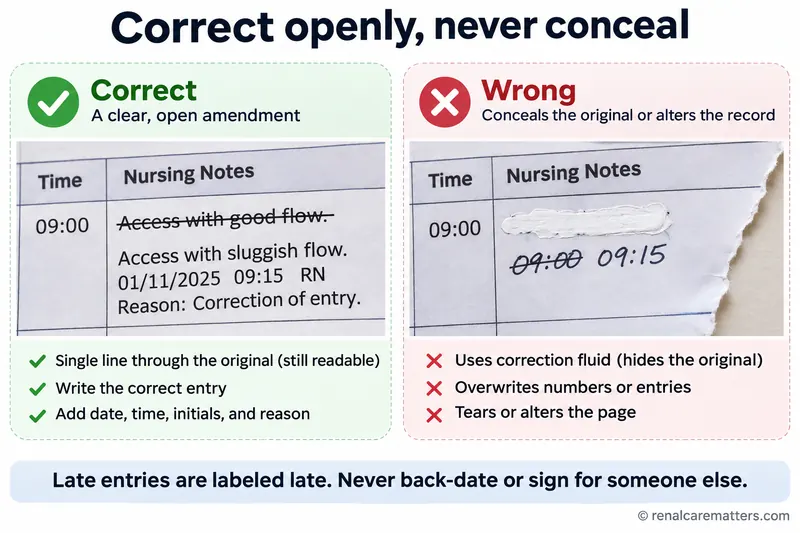 Correct openly, never conceal
Correct
A clear, open amendment
Time
Nursing Notes
09:00
Access with good flow.
Access with sluggish flow.
01/11/2025 09:15 RN
Reason: Correction of entry.
Single line through the original (still readable)
Write the correct entry
Add date, time, initials, and reason
Wrong
Conceals the original or alters the record
Time
Nursing Notes
09:00
09:00 09:15
Uses correction fluid (hides the original)
Overwrites numbers or entries
Tears or alters the page
Late entries are labeled late. Never back-date or sign for someone else.
© renalcarematters.com